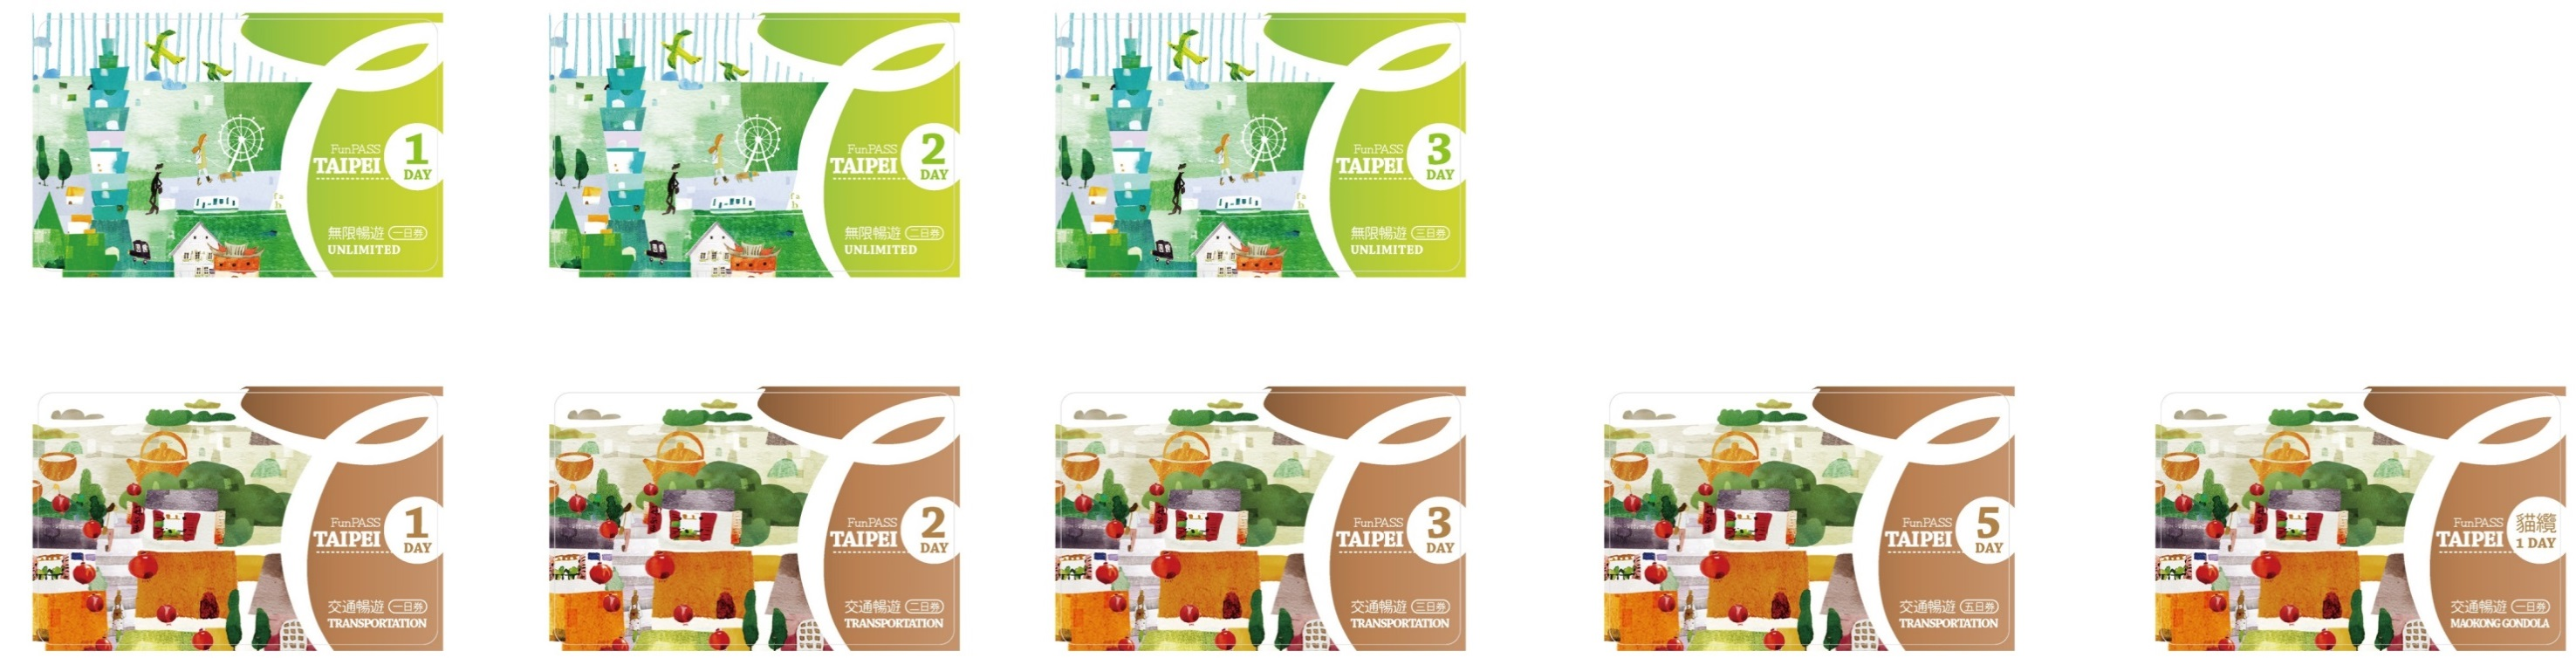 FunPASS
TAIPEI
1
DAY
無限暢遊 一日券
UNLIMITED
FunPASS
TAIPEI
2
DAY
無限暢遊 二日券
UNLIMITED
FunPASS
TAIPEI
3
DAY
無限暢遊 三日券
UNLIMITED
FunPASS
TAIPEI
1
DAY
交通暢遊 一日券
TRANSPORTATION
FunPASS
TAIPEI
2
DAY
交通暢遊 二日券
TRANSPORTATION
FunPASS
TAIPEI
3
DAY
交通暢遊 三日券
TRANSPORTATION
FunPASS
TAIPEI
5
DAY
交通暢遊 五日券
TRANSPORTATION
FunPASS
TAIPEI
貓纜
1 DAY
交通暢遊 一日券
MAOKONG GONDOLA